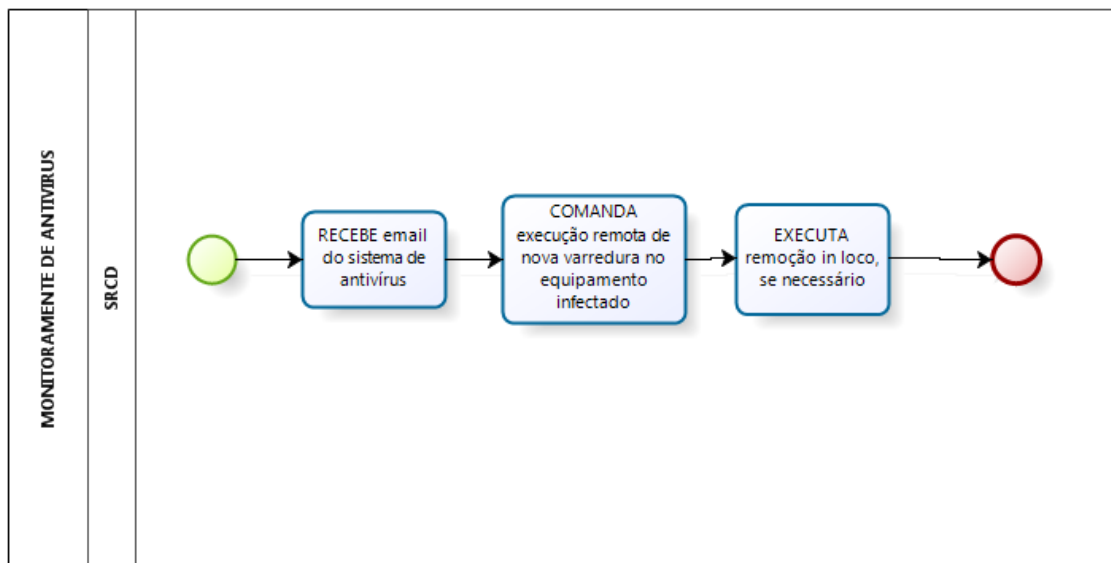 MONITORAMENTE DE ANTIVIRUS
SRCD
RECEBE email
do sistema de
antivírus
COMANDA
execução remota de
nova varredura no
equipamento
infectado
EXECUTA
remoção in loco,
se necessário